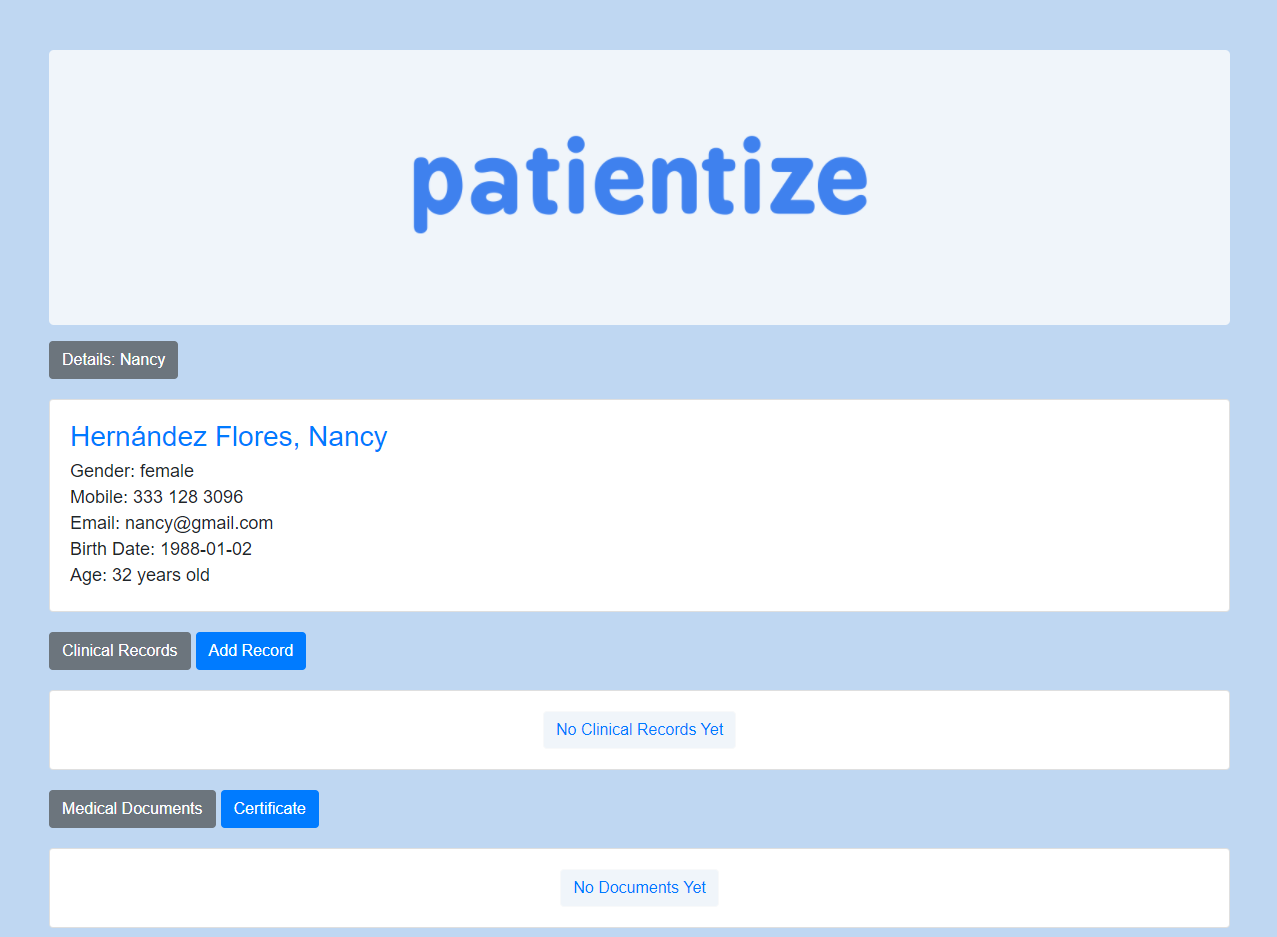 patientize
Details: Nancy
Hernández Flores, Nancy
Gender: female
Mobile: 333 128 3096
Email: nancy@gmail.com
Birth Date: 1988-01-02
Age: 32 years old
Clinical Records Add Record
No Clinical Records Yet
Medical Documents Certificate
No Documents Yet